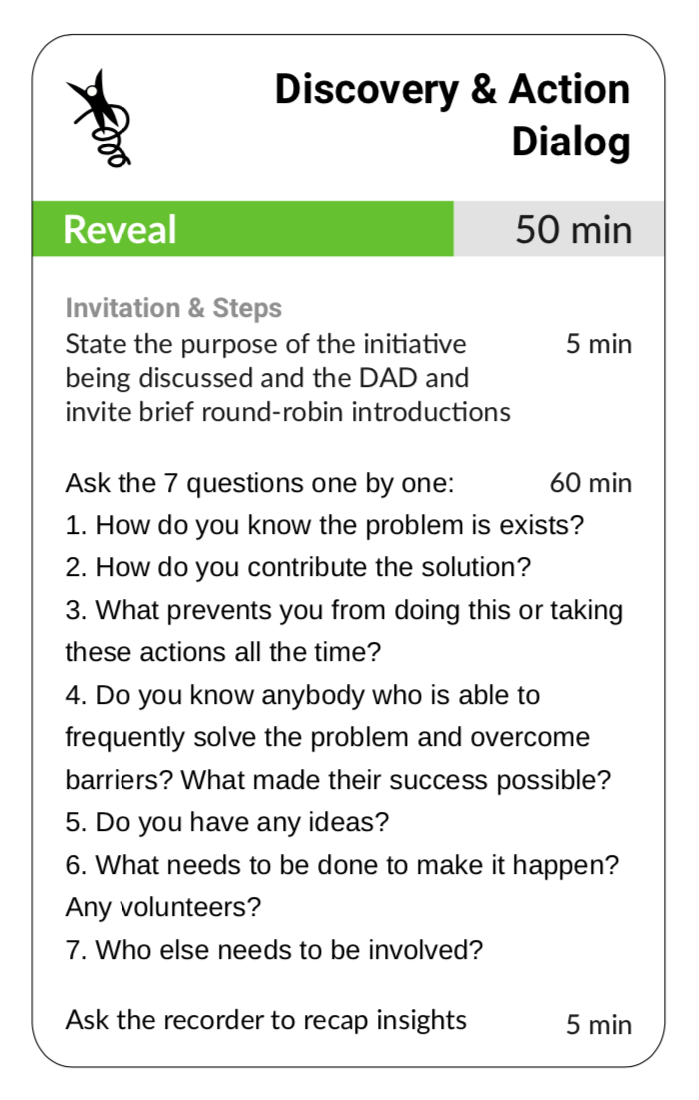 Discovery & Action
Dialog
Reveal
50 min
Invitation & Steps
State the purpose of the initiative 5 min
being discussed and the DAD and
invite brief round-robin introductions
Ask the 7 questions one by one: 60 min
1. How do you know the problem is exists?
2. How do you contribute the solution?
3. What prevents you from doing this or taking
these actions all the time?
4. Do you know anybody who is able to
frequently solve the problem and overcome
barriers? What made their success possible?
5. Do you have any ideas?
6. What needs to be done to make it happen?
Any volunteers?
7. Who else needs to be involved?
Ask the recorder to recap insights 5 min